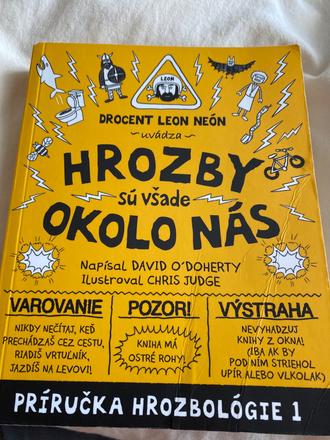 LEON
DROCENT LEON NEÓN
uvádza
HROZBY
sú všade
OKOLO NÁS
Napísal DAVID O'DOHERTY
Ilustroval CHRIS JUDGE
VAROVANIE
NIKDY NEČÍTAJ, KEĎ
PRECHÁDZAŠ CEZ CESTU,
RIADIŠ VRTUĽNÍK,
JAZDÍŠ NA LEVOVI!
POZOR!
KNIHA MÁ
OSTRÉ ROHY!
VÝSTRAHA
NEVYHADZUJ
KNIHY Z OKNA!
(IBA AK BY
POD NÍM STRIEHOL
UPÍR ALEBO VLKOLAK)
PRÍRUČKA HROZBOLÓGIE 1